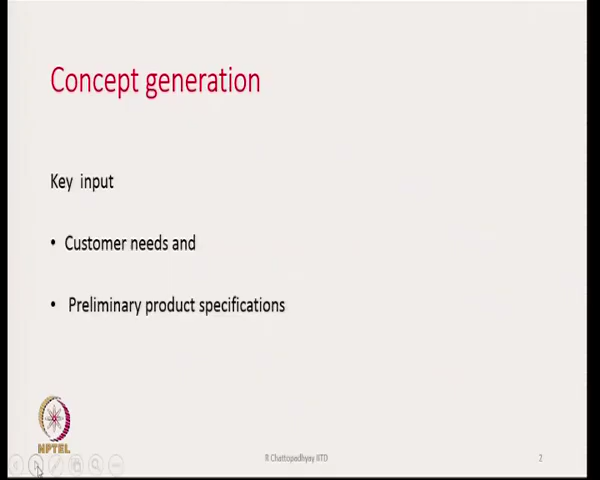 Concept generation
Key input
• Customer needs and
• Preliminary product specifications
NPTEL
R Chattopadhyay IITD
2